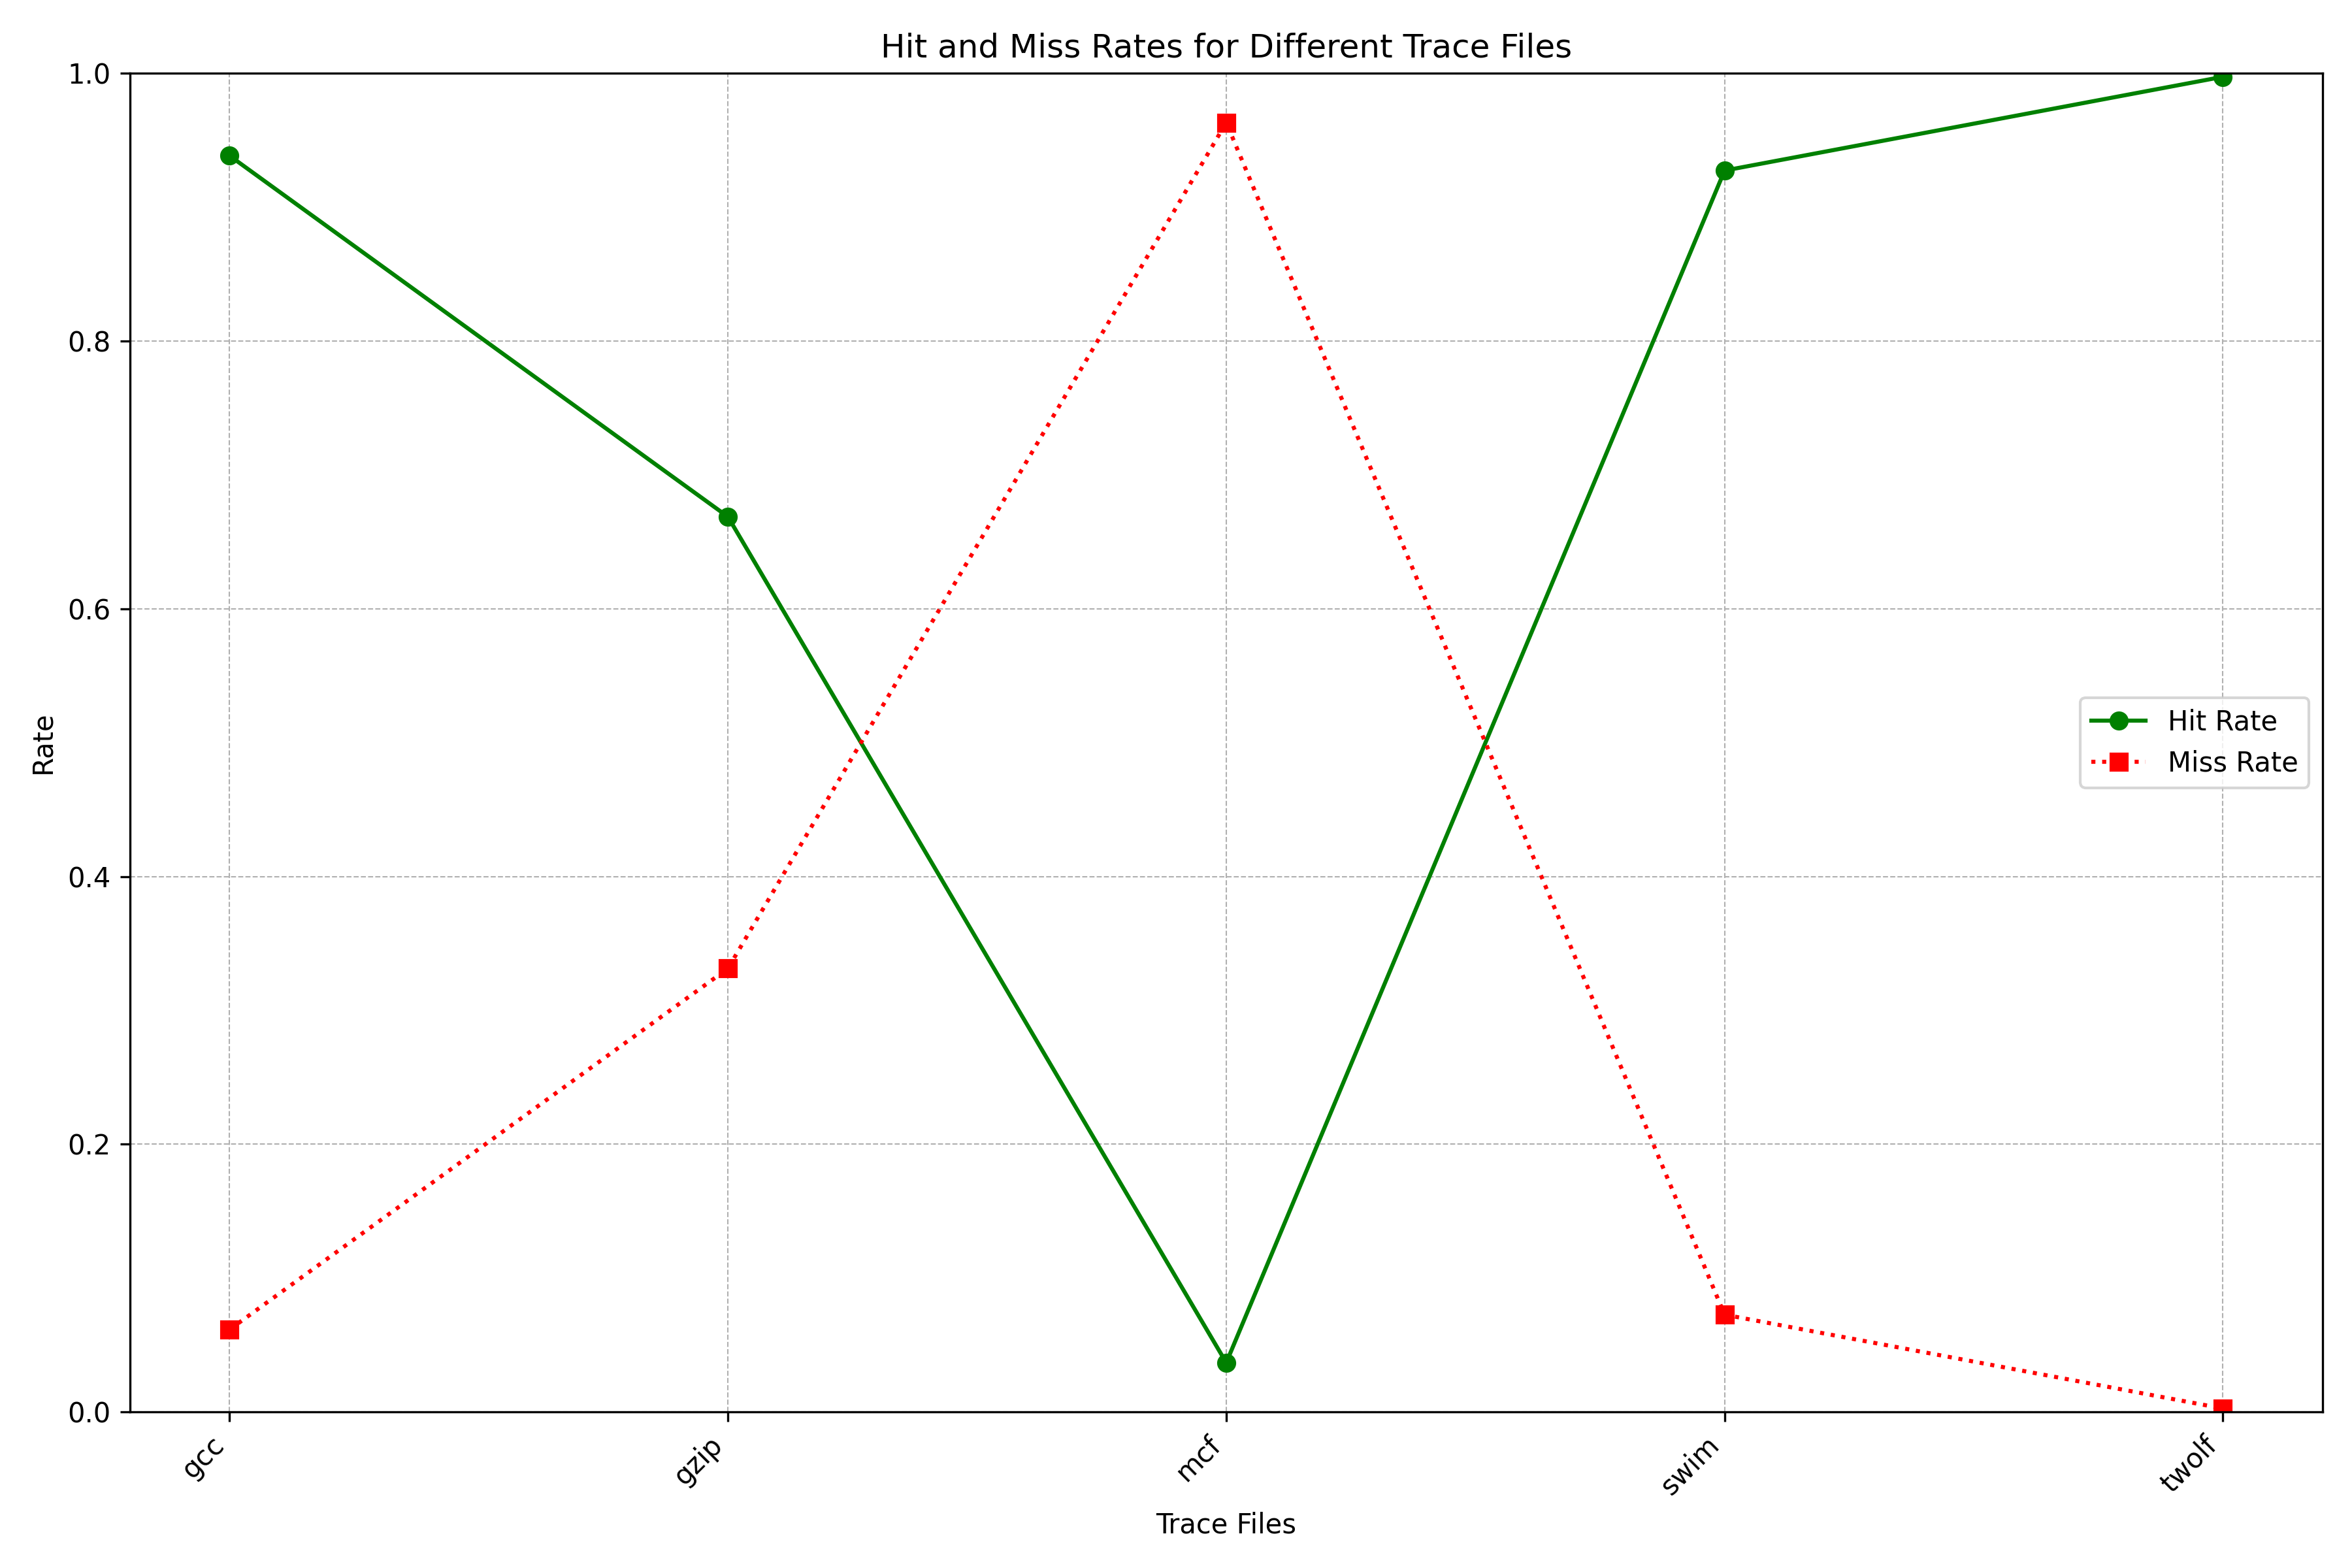 Hit and Miss Rates for Different Trace Files
1.0
0.8
0.6
0.4
0.2
0.0
Rate
Hit Rate
Miss Rate
gcc
gzip
mcf
swim
twolf
Trace Files